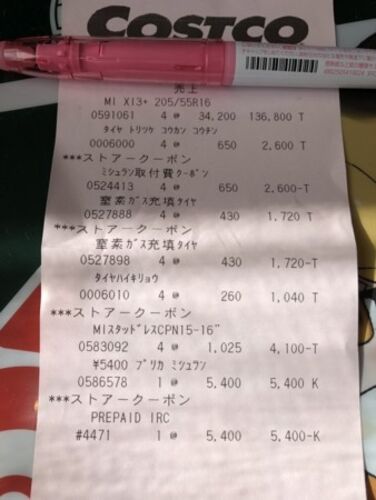 COSTCO
売上
MI X13+ 205/55R16
0591061 4@ 34,200 136,800 T
タイヤ トリツケ コウカン コウチン
0006000 4@ 650 2,600 T
***ストアークーポン
ミシュラン取付費クーポン
0524413 4@ 650 2,600-T
窒素ガス充填タイヤ
0527888 4@ 430 1,720 T
***ストアークーポン
窒素ガス充填タイヤ
0527898 4@ 430 1,720-T
タイヤハイキリョウ
0006010 4@ 260 1,040 T
***ストアークーポン
MIスタッドレスCPN15-16"
0583092 4@ 1,025 4,100-T
¥5400 プリカ ミシュラン
0586578 1@ 5,400 5,400 K
***ストアークーポン
PREPAID IRC
#4471 1@ 5,400 5,400-K